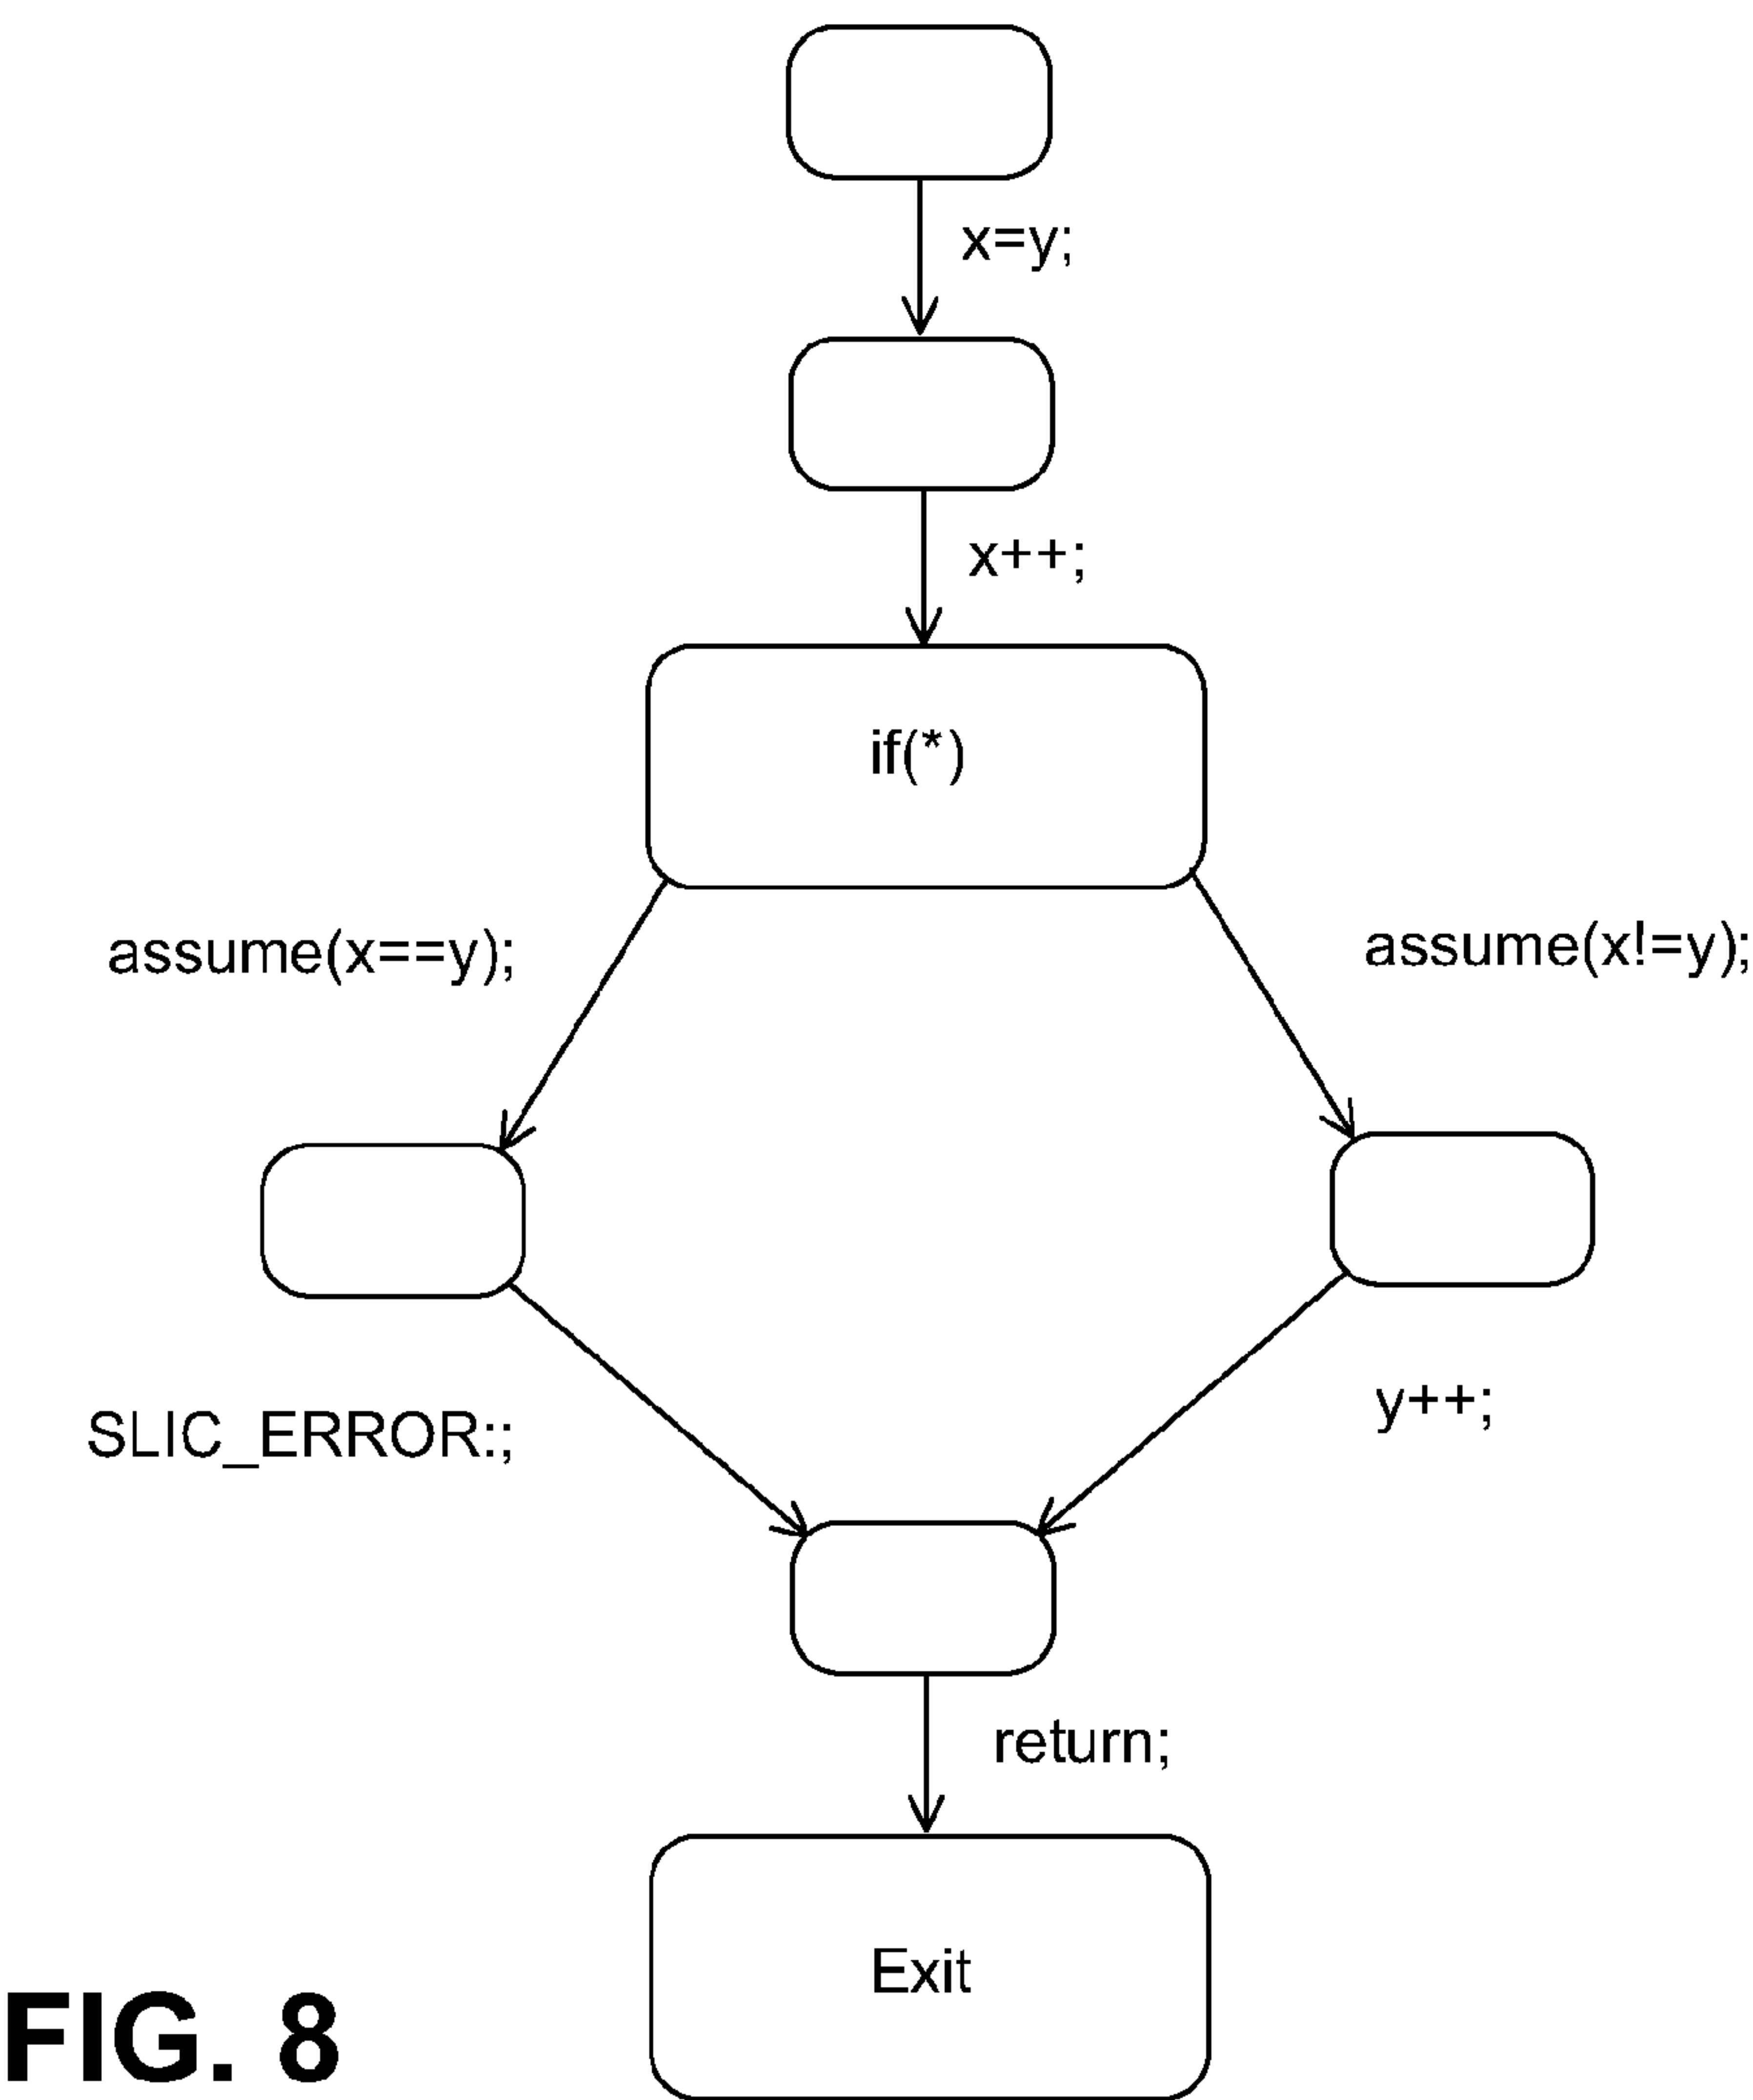 x=y;
x++;
if(*)
assume(x==y);
assume(x!=y);
SLIC_ERROR:;
y++;
return;
Exit
FIG. 8